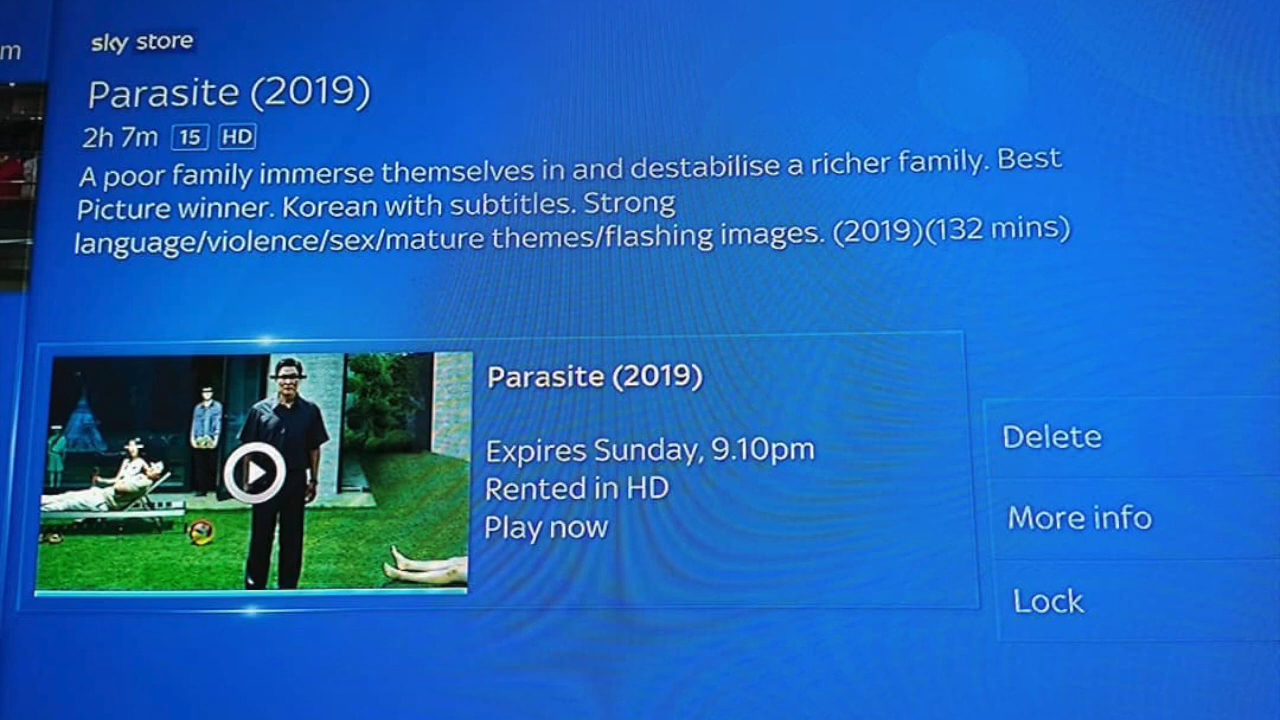 m
sky store
Parasite (2019)
2h 7m 15 HD
A poor family immerse themselves in and destabilise a richer family. Best
Picture winner. Korean with subtitles. Strong
language/violence/sex/mature themes/flashing images. (2019)(132 mins)
Parasite (2019)
Expires Sunday, 9.10pm
Rented in HD
Play now
Delete
More info
Lock